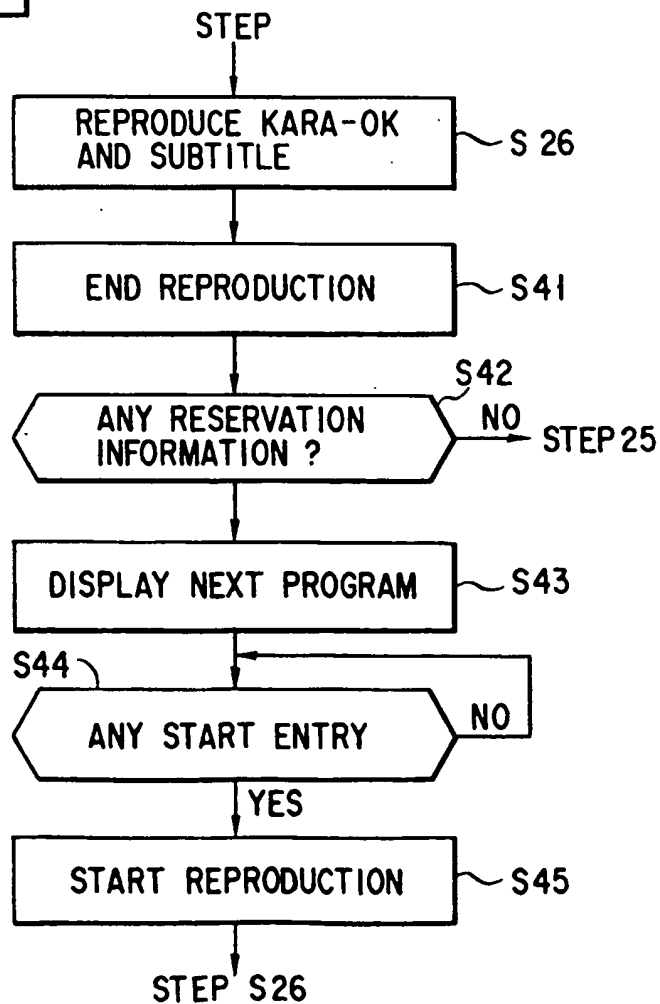 STEP
REPRODUCE KARA-OK
AND SUBTITLE
S 26
END REPRODUCTION
S41
S42
ANY RESERVATION
INFORMATION ?
NO
STEP 25
DISPLAY NEXT PROGRAM
S43
S44
ANY START ENTRY
NO
YES
START REPRODUCTION
S45
STEP S26